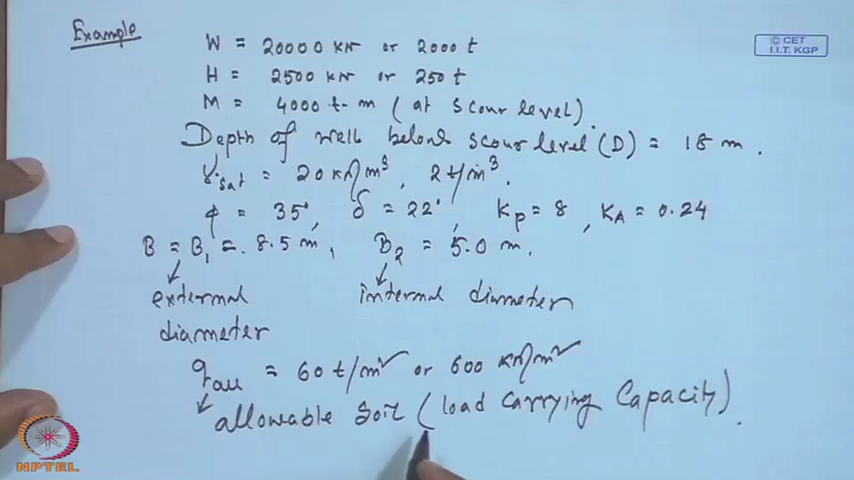 Example
© CET
I.I.T. KGP
W = 20000 kN or 2000 t
H = 2500 kN or 250 t
M = 4000 t-m (at scour level).
Depth of well below scour level (D) = 18 m.
γsat = 20 kN/m³, 2 t/m³.
φ = 35°, δ = 22°, Kp = 8, KA = 0.24
B = B1 = 8.5 m, B2 = 5.0 m.
external internal diameter
diameter
qall = 60 t/m² or 600 kN/m²
allowable soil (load carrying capacity).
NPTEL